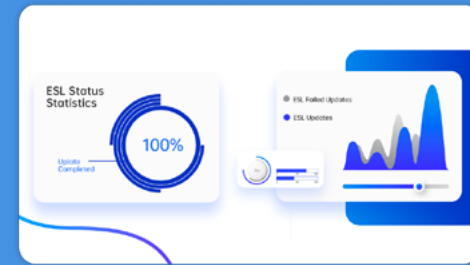 ESL Status
Statistics
100%
Update
Completed
ESL Failed Updates
ESL Updates